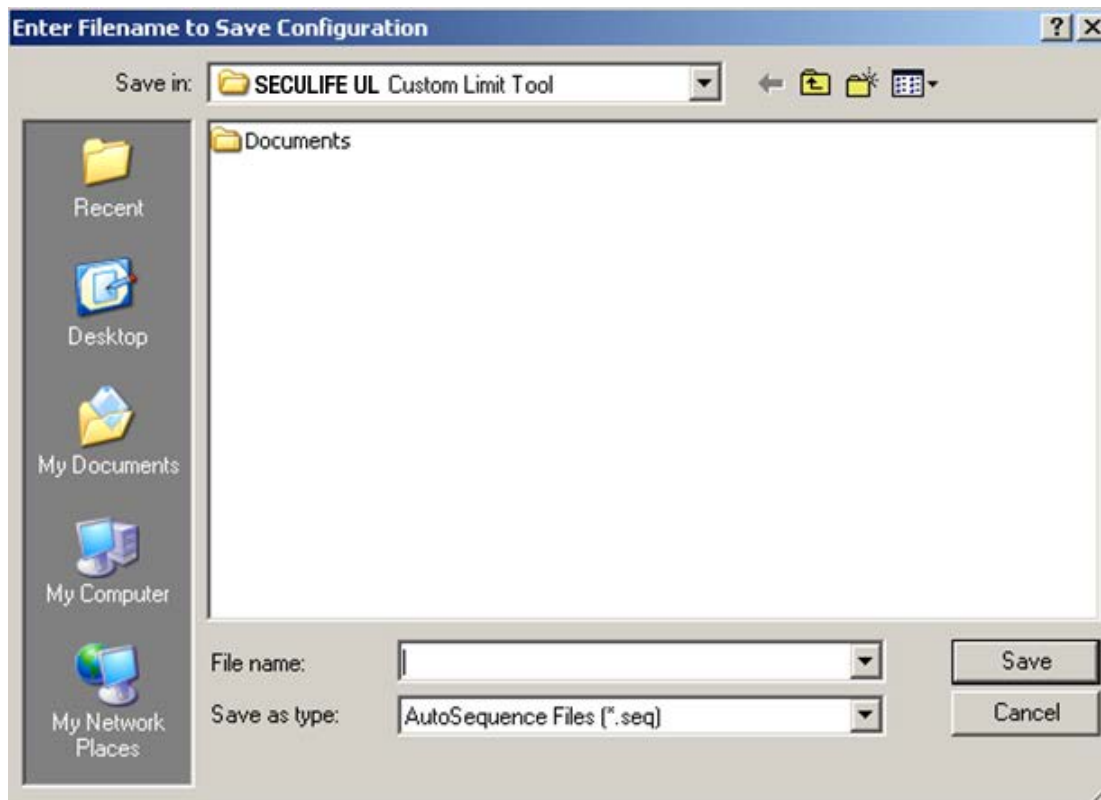 Enter Filename to Save Configuration
?
Save in:
SECULIFE UL Custom Limit Tool
Documents
Recent
Desktop
My Documents
My Computer
My Network
Places
File name:
Save
Save as type:
AutoSequence Files (*.seq)
Cancel